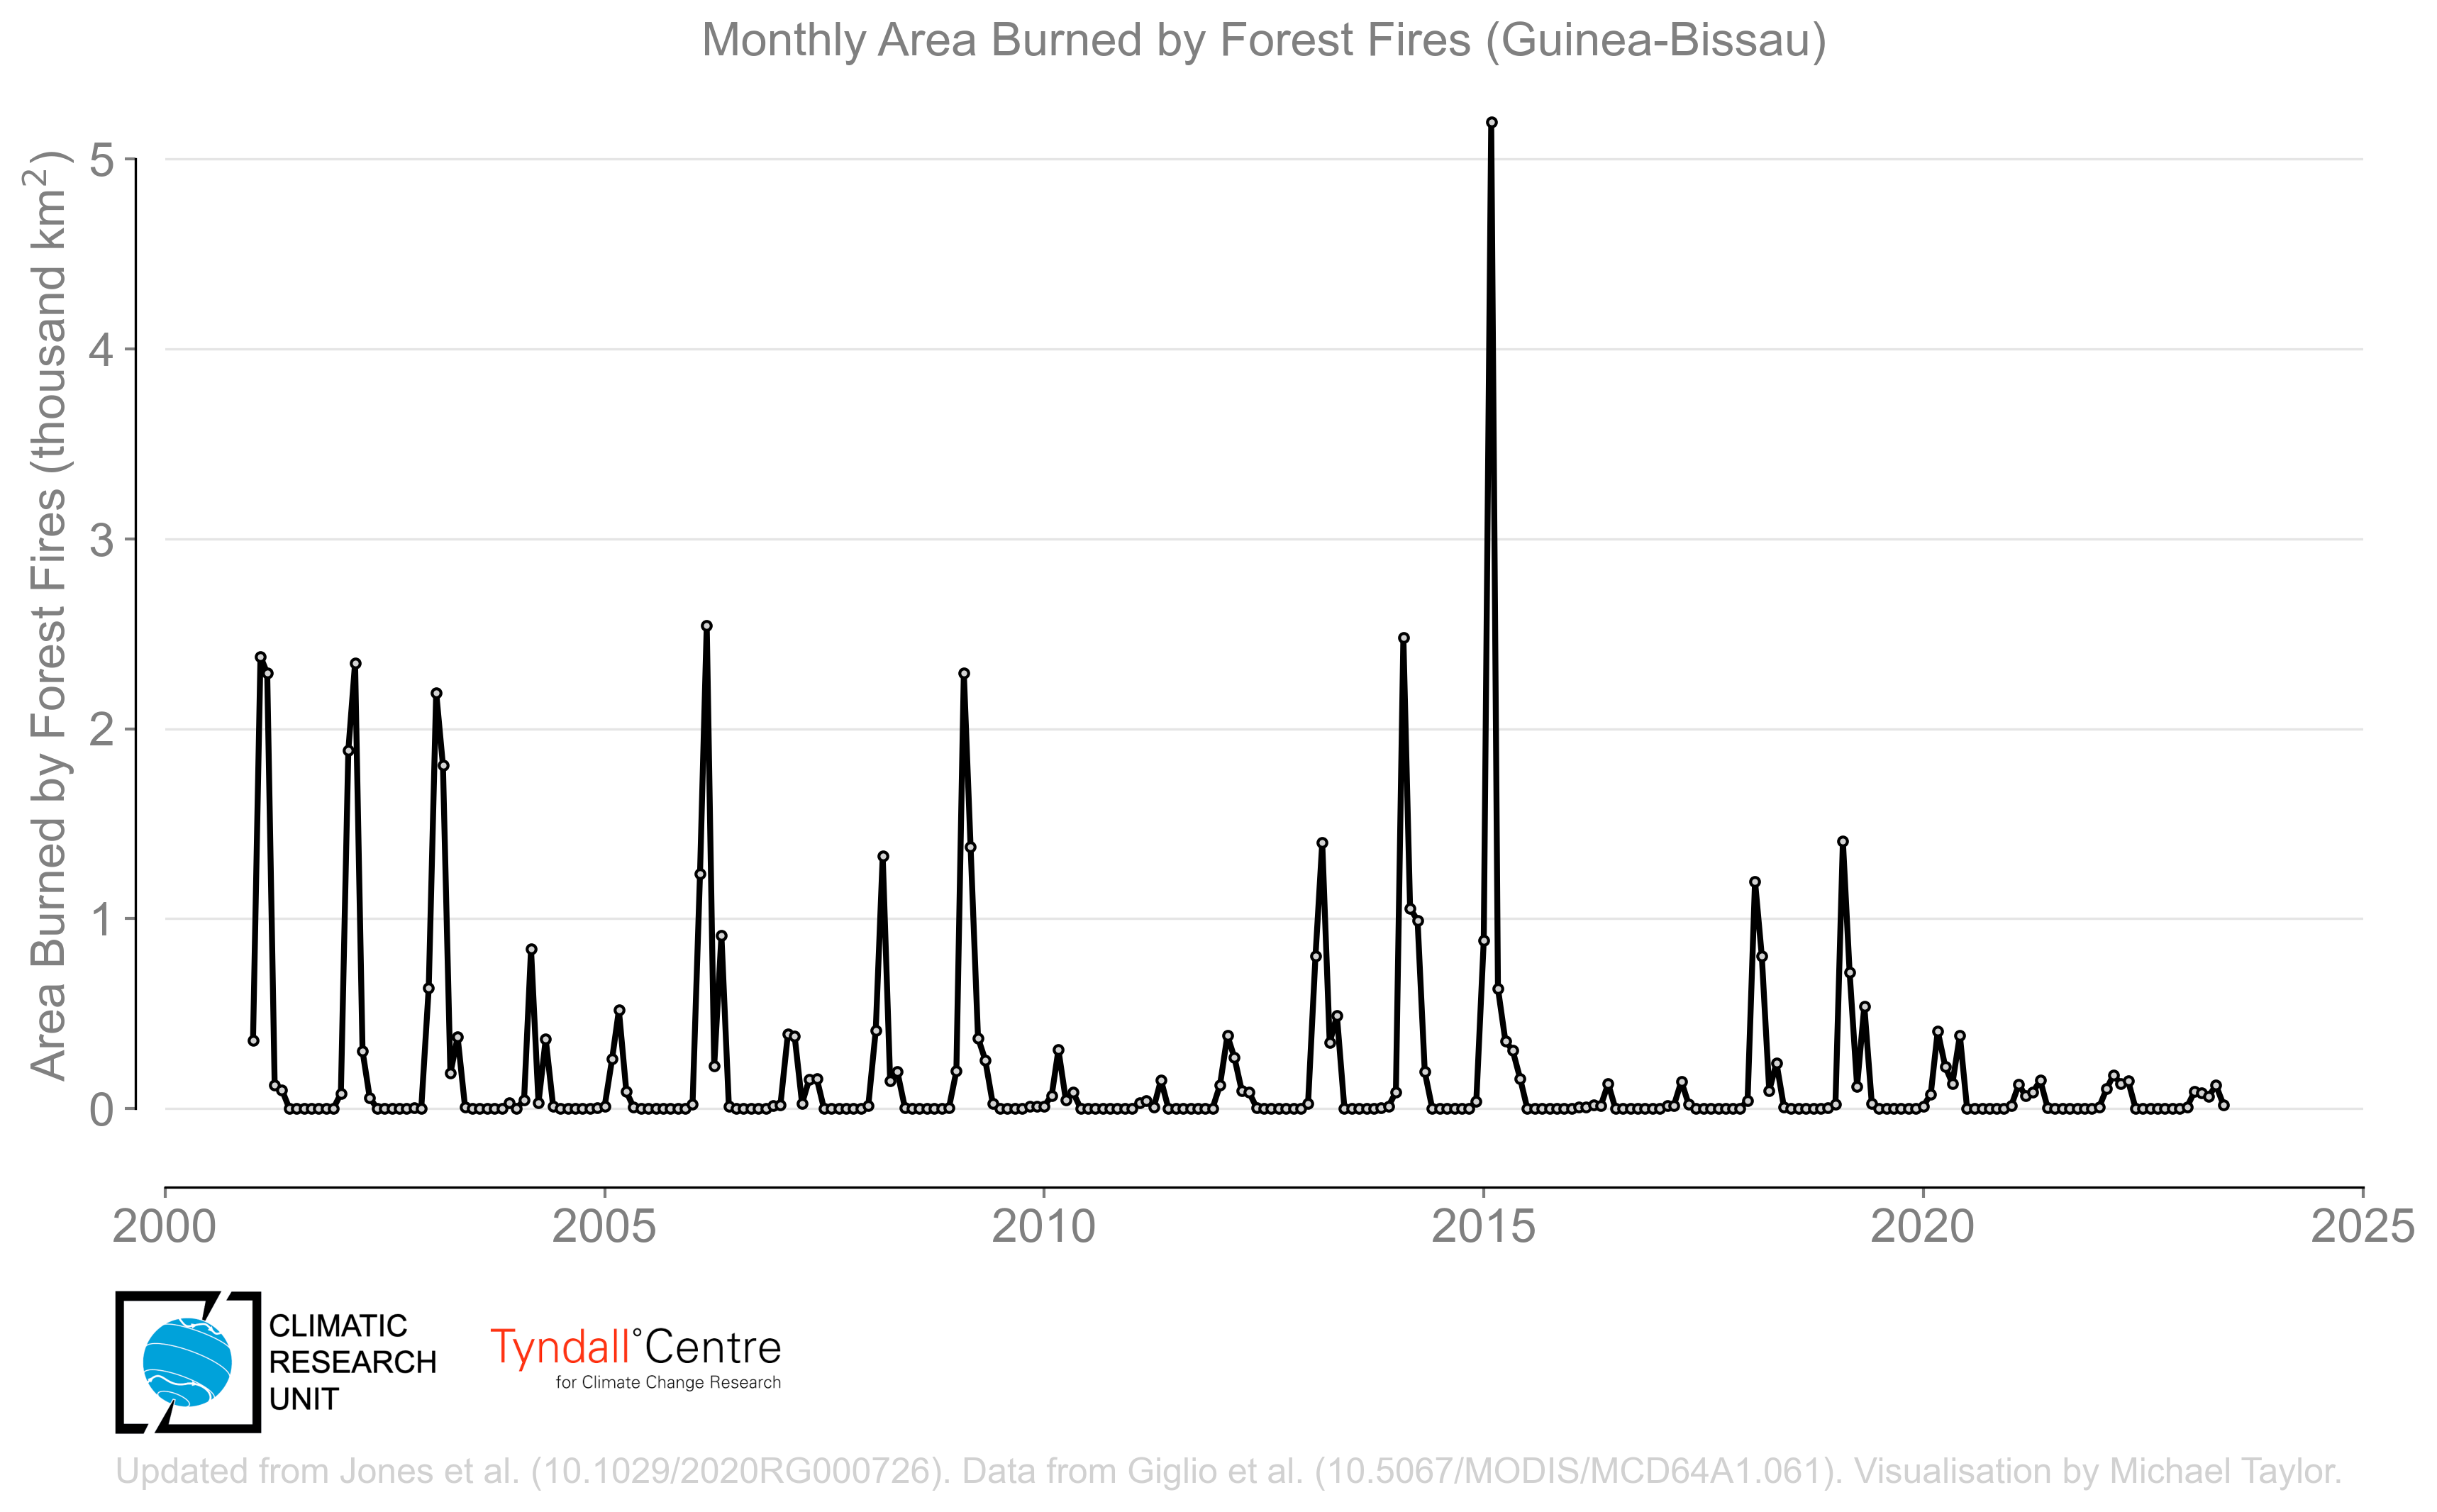 Monthly Area Burned by Forest Fires (Guinea-Bissau)
Area Burned by Forest Fires (thousand km²)
5
4
3
2
1
0
2000 2005 2010 2015 2020 2025
CLIMATIC
RESEARCH
UNIT
Tyndall°Centre
for Climate Change Research
Updated from Jones et al. (10.1029/2020RG000726). Data from Giglio et al. (10.5067/MODIS/MCD64A1.061). Visualisation by Michael Taylor.